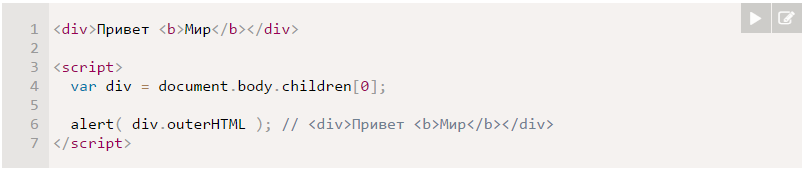 1 <div>Привет <b>Мир</b></div>
2
3 <script>
4   var div = document.body.children[0];
5
6   alert( div.outerHTML ); // <div>Привет <b>Мир</b></div>
7 </script>